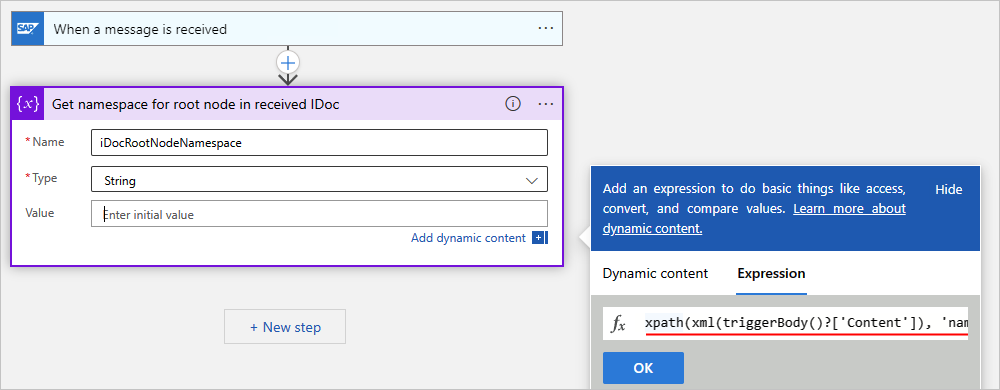 SAP
When a message is received
...
{x}
Get namespace for root node in received IDoc
...
* Name
iDocRootNodeNamespace
* Type
String
Value
Enter initial value
Add dynamic content
+ New step
Add an expression to do basic things like access,
convert, and compare values. Learn more about
dynamic content.
Hide
Dynamic content
Expression
fx
xpath(xml(triggerBody()?['Content']), 'nam
OK